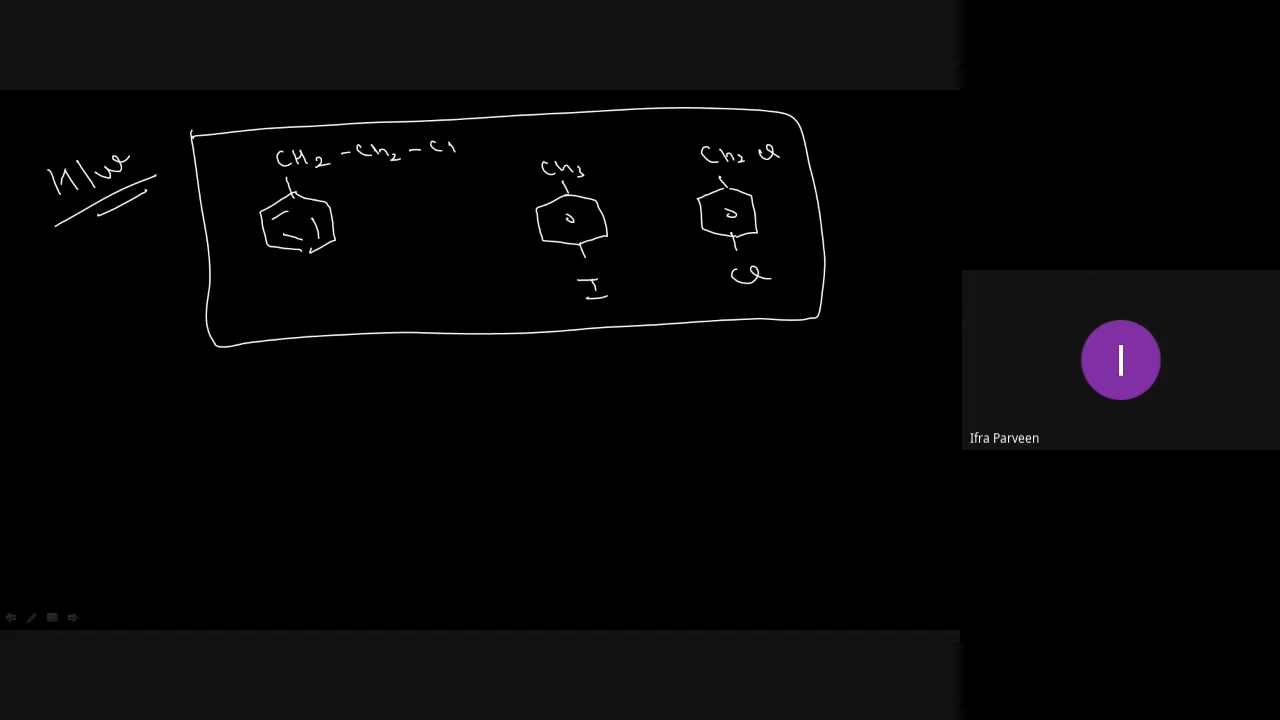 H/w
CH2 - CH2 - Cl
CH3
I
CH2 Cl
Cl
I
Ifra Parveen